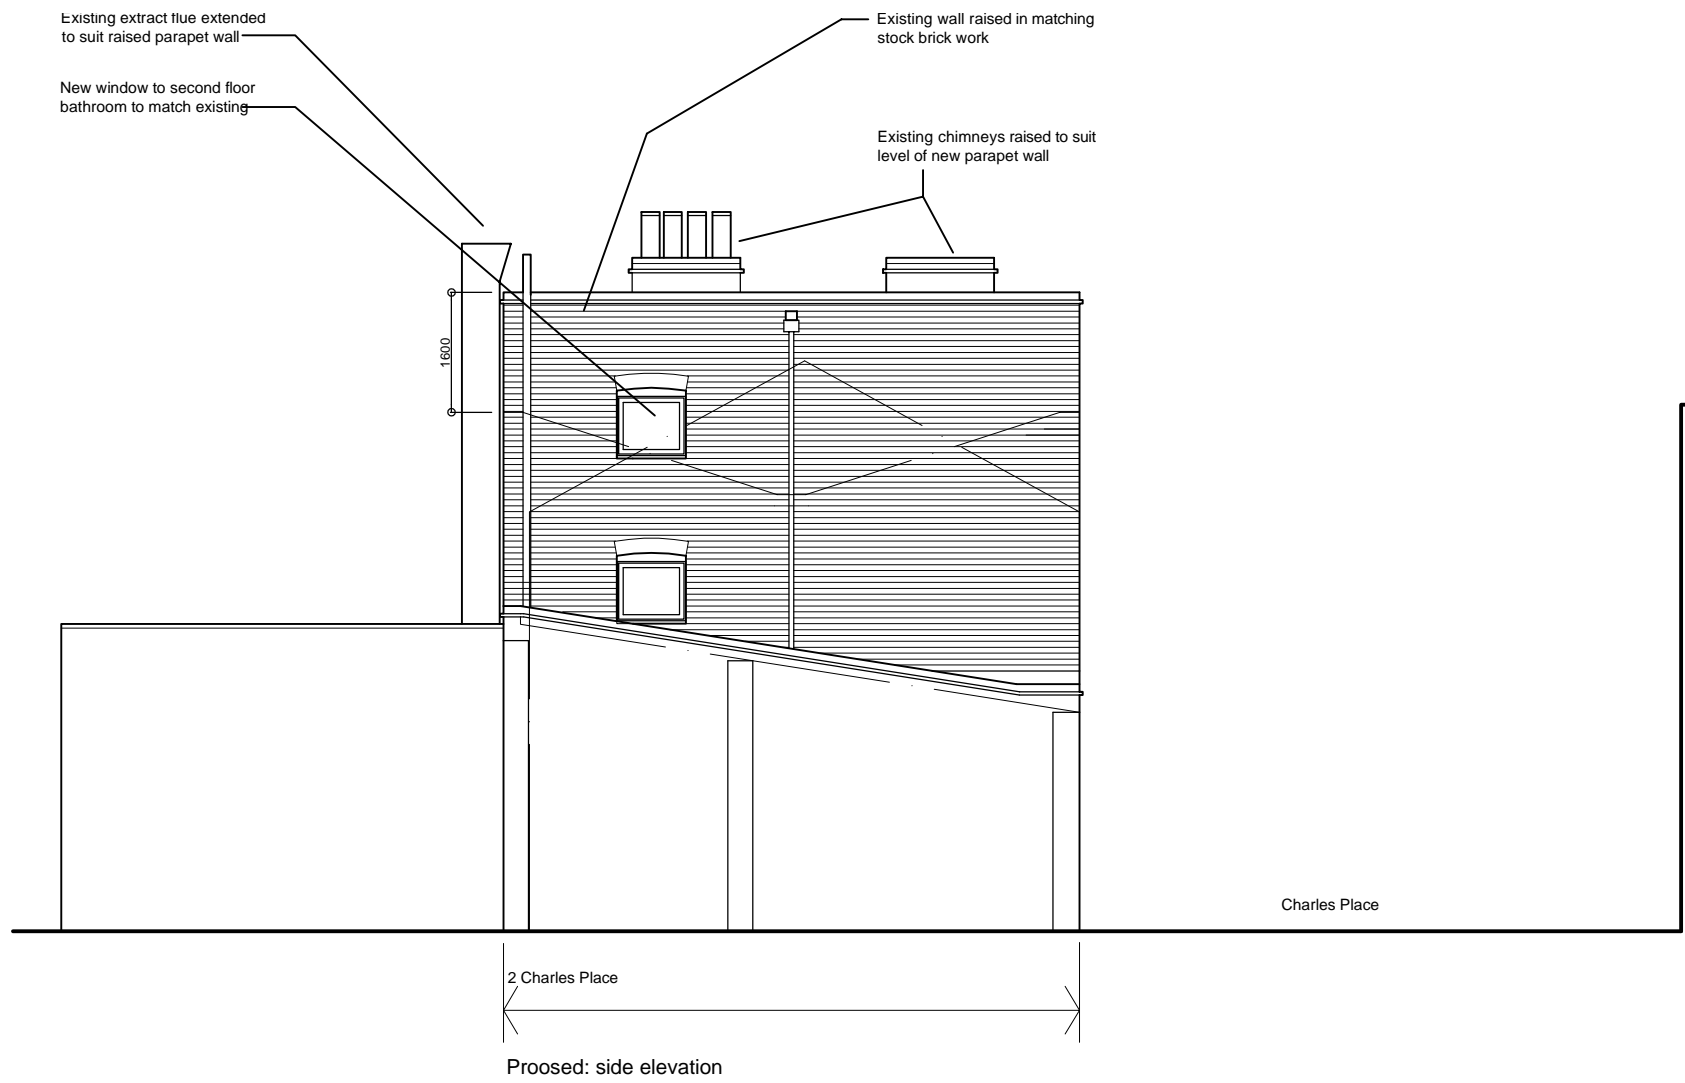 Existing extract flue extended
to suit raised parapet wall
New window to second floor
bathroom to match existing
Existing wall raised in matching
stock brick work
Existing chimneys raised to suit
level of new parapet wall
1600
Charles Place
2 Charles Place
Proosed: side elevation